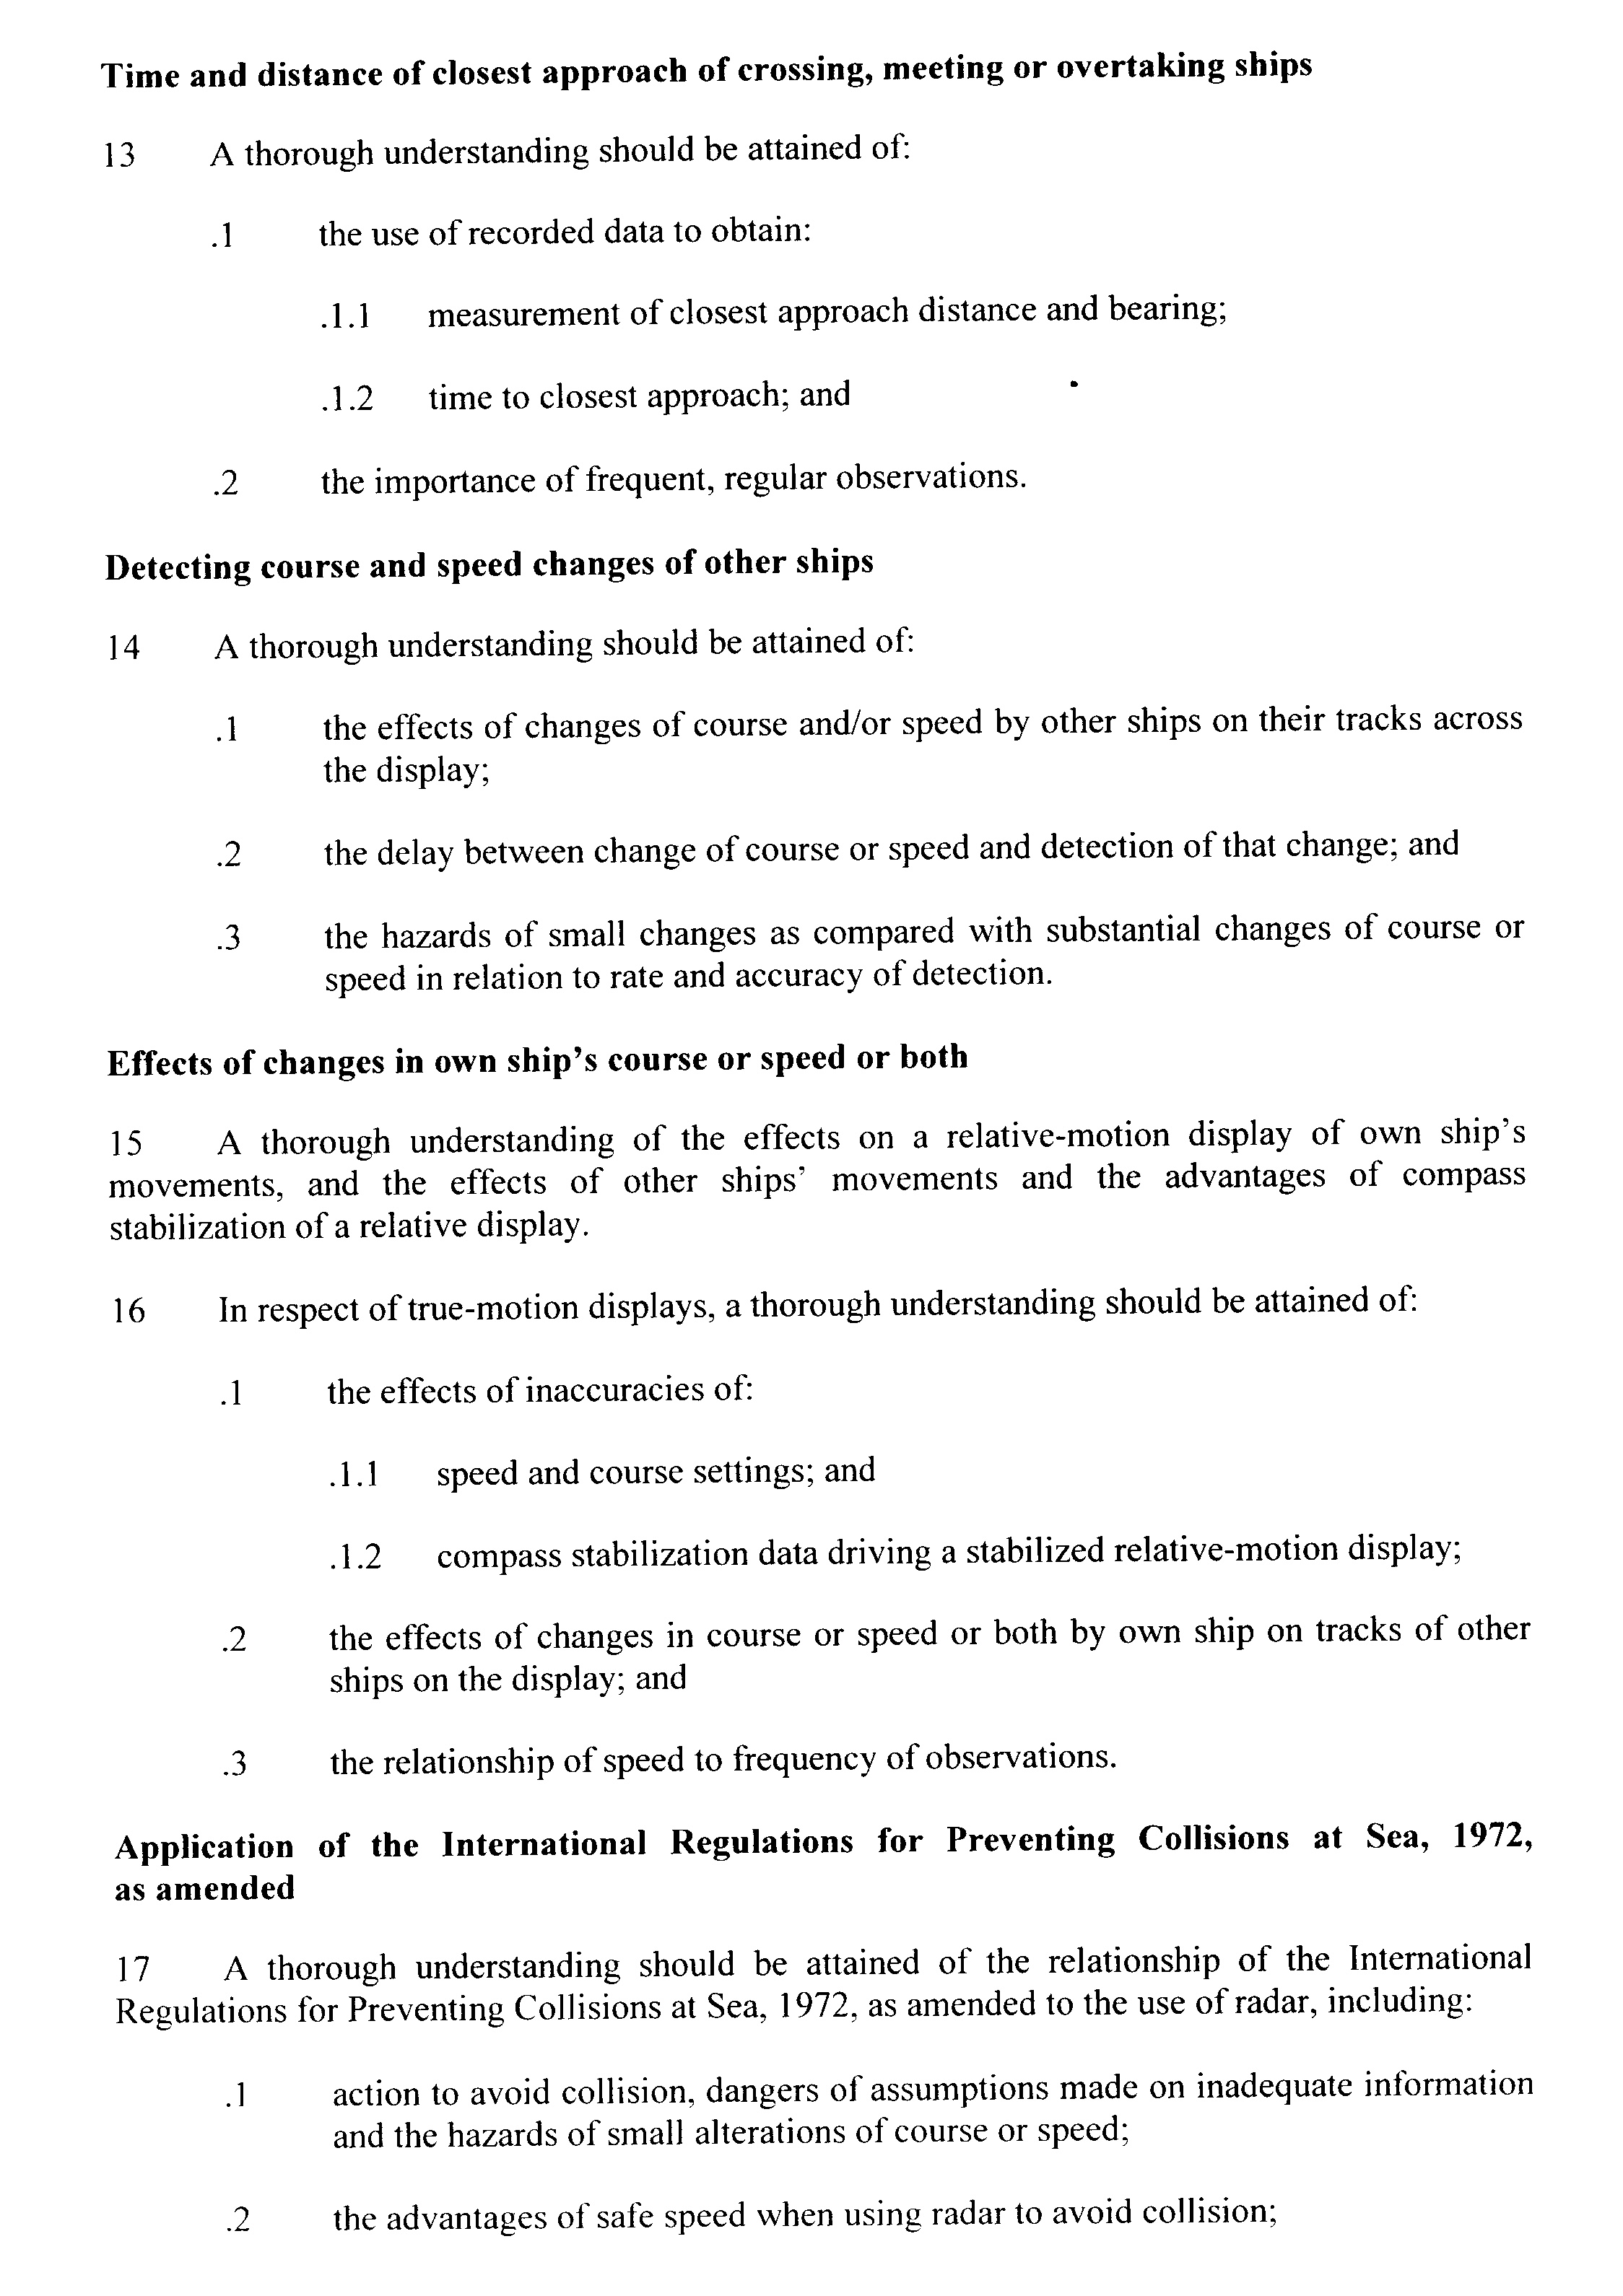 Time and distance of closest approach of crossing, meeting or overtaking ships
13 A thorough understanding should be attained of:
.1 the use of recorded data to obtain:
.1.1 measurement of closest approach distance and bearing;
.1.2 time to closest approach; and
.2 the importance of frequent, regular observations.
Detecting course and speed changes of other ships
14 A thorough understanding should be attained of:
.1 the effects of changes of course and/or speed by other ships on their tracks across
the display;
.2 the delay between change of course or speed and detection of that change; and
.3 the hazards of small changes as compared with substantial changes of course or
speed in relation to rate and accuracy of detection.
Effects of changes in own ship's course or speed or both
15 A thorough understanding of the effects on a relative-motion display of own ship's
movements, and the effects of other ships' movements and the advantages of compass
stabilization of a relative display.
16 In respect of true-motion displays, a thorough understanding should be attained of:
.1 the effects of inaccuracies of:
.1.1 speed and course settings; and
.1.2 compass stabilization data driving a stabilized relative-motion display;
.2 the effects of changes in course or speed or both by own ship on tracks of other
ships on the display; and
.3 the relationship of speed to frequency of observations.
Application of the International Regulations for Preventing Collisions at Sea, 1972,
as amended
17 A thorough understanding should be attained of the relationship of the International
Regulations for Preventing Collisions at Sea, 1972, as amended to the use of radar, including:
.1 action to avoid collision, dangers of assumptions made on inadequate information
and the hazards of small alterations of course or speed;
.2 the advantages of safe speed when using radar to avoid collision;